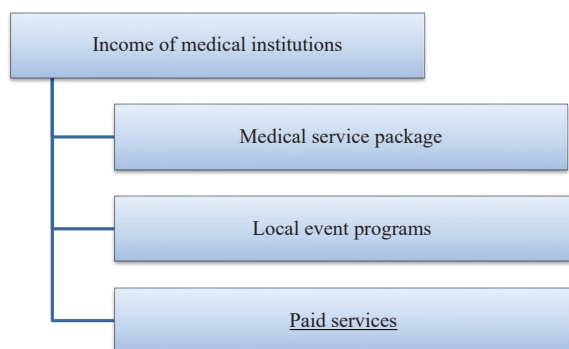 Income of medical institutions
Medical service package
Local event programs
Paid services